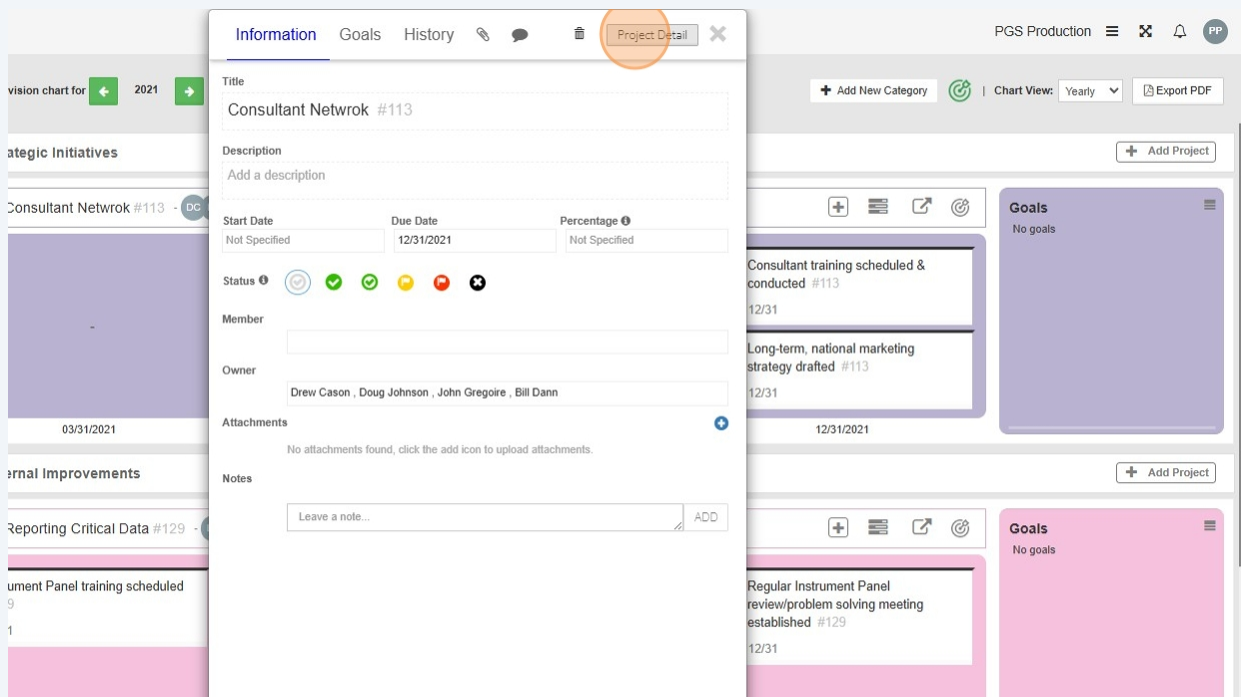 Information Goals History Project Detail
PGS Production PP
vision chart for 2021
Add New Category | Chart View: Yearly Export PDF
Title
Consultant Netwrok #113
Description
Add a description
Start Date Due Date Percentage
Not Specified 12/31/2021 Not Specified
Status
Member
Owner
Drew Cason , Doug Johnson , John Gregoire , Bill Dann
Attachments
No attachments found, click the add icon to upload attachments.
Notes
Leave a note... ADD
ategic Initiatives
Add Project
Consultant Netwrok #113 - DC
-
03/31/2021
Consultant training scheduled &
conducted #113
12/31
Long-term, national marketing
strategy drafted #113
12/31
12/31/2021
Goals
No goals
ernal Improvements
Add Project
Reporting Critical Data #129 -
ument Panel training scheduled
9
1
Regular Instrument Panel
review/problem solving meeting
established #129
12/31
Goals
No goals